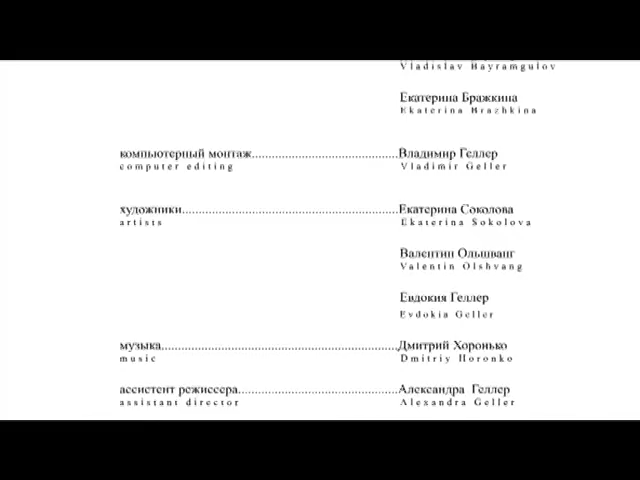 Vladislav Bayramgulov
Екатерина Бражкина
Ekaterina Brazhkina
компьютерный монтаж.............................................Владимир Геллер
computer editing Vladimir Geller
художники...................................................................Екатерина Соколова
artists Ekaterina Sokolova
Валентин Ольшванг
Valentin Olshvang
Евдокия Геллер
Evdokia Geller
музыка.........................................................................Дмитрий Хоронько
music Dmitriy Horonko
ассистент режиссера.................................................Александра Геллер
assistant director Alexandra Geller